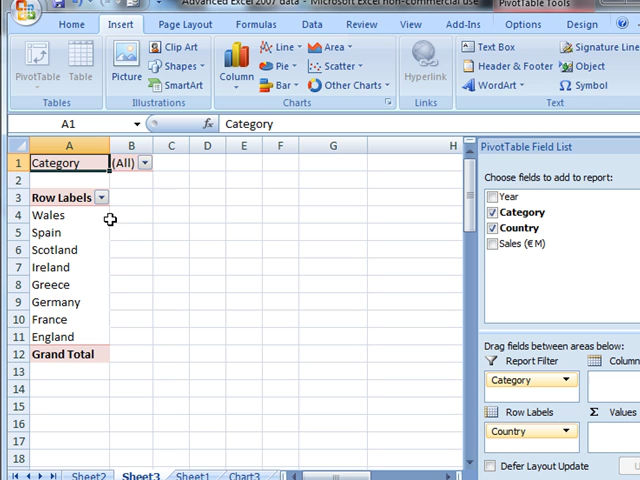 Advanced Excel 2007 data - Microsoft Excel non-commercial use
PivotTable Tools
Home Insert Page Layout Formulas Data Review View Add-Ins Options Design
PivotTable Table
Tables
Picture Clip Art Shapes SmartArt
Illustrations
Column Line Pie Bar Area Scatter Other Charts
Charts
Hyperlink
Links
Text Box Header & Footer WordArt Signature Line Object Symbol
Text
A1 fx Category
A B C D E F G H
1 Category (All)
2
3 Row Labels
4 Wales
5 Spain
6 Scotland
7 Ireland
8 Greece
9 Germany
10 France
11 England
12 Grand Total
13
14
15
16
17
18
Sheet2 Sheet3 Sheet1 Chart3
PivotTable Field List
Choose fields to add to report:
Year
Category
Country
Sales (€ M)
Drag fields between areas below:
Report Filter Colum
Category
Row Labels Σ Values
Country
Defer Layout Update U